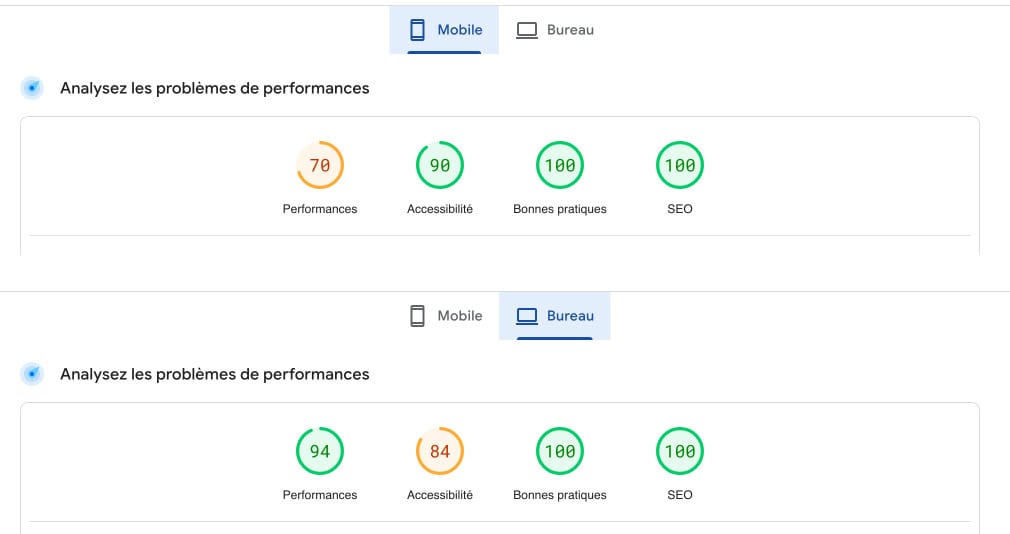 Mobile Bureau
Analysez les problèmes de performances
70 90 100 100
Performances Accessibilité Bonnes pratiques SEO
Mobile Bureau
Analysez les problèmes de performances
94 84 100 100
Performances Accessibilité Bonnes pratiques SEO